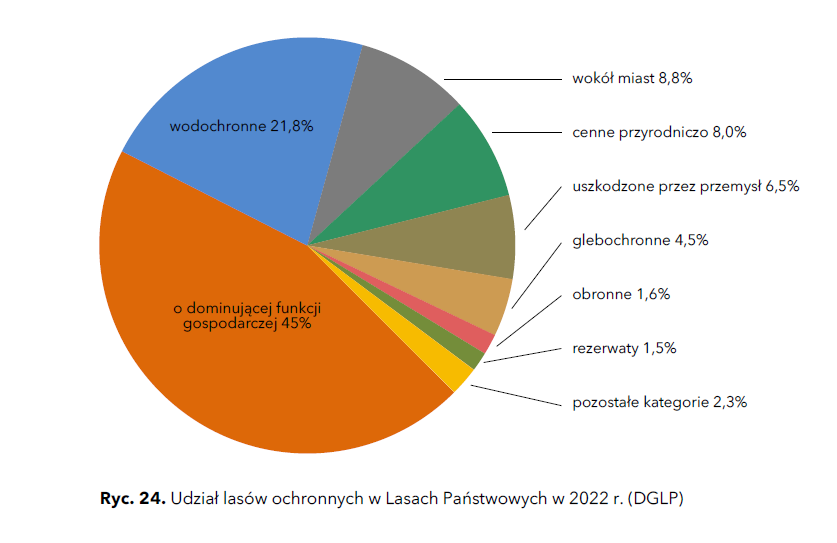 wokół miast 8,8%
wodochronne 21,8%
cenne przyrodniczo 8,0%
uszkodzone przez przemysł 6,5%
glebochronne 4,5%
obronne 1,6%
o dominującej funkcji
gospodarczej 45%
rezerwaty 1,5%
pozostałe kategorie 2,3%
Ryc. 24. Udział lasów ochronnych w Lasach Państwowych w 2022 r. (DGLP)